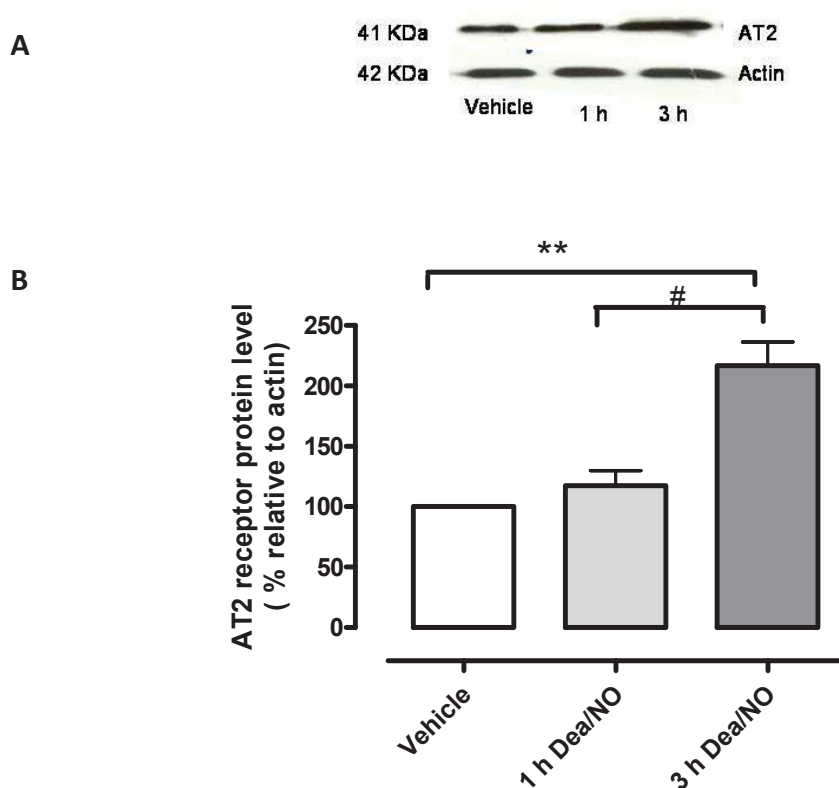 A
41 KDa AT2
42 KDa Actin
Vehicle 1 h 3 h
B
**
#
AT2 receptor protein level
( % relative to actin)
250
200
150
100
50
0
Vehicle
1 h Dea/NO
3 h Dea/NO